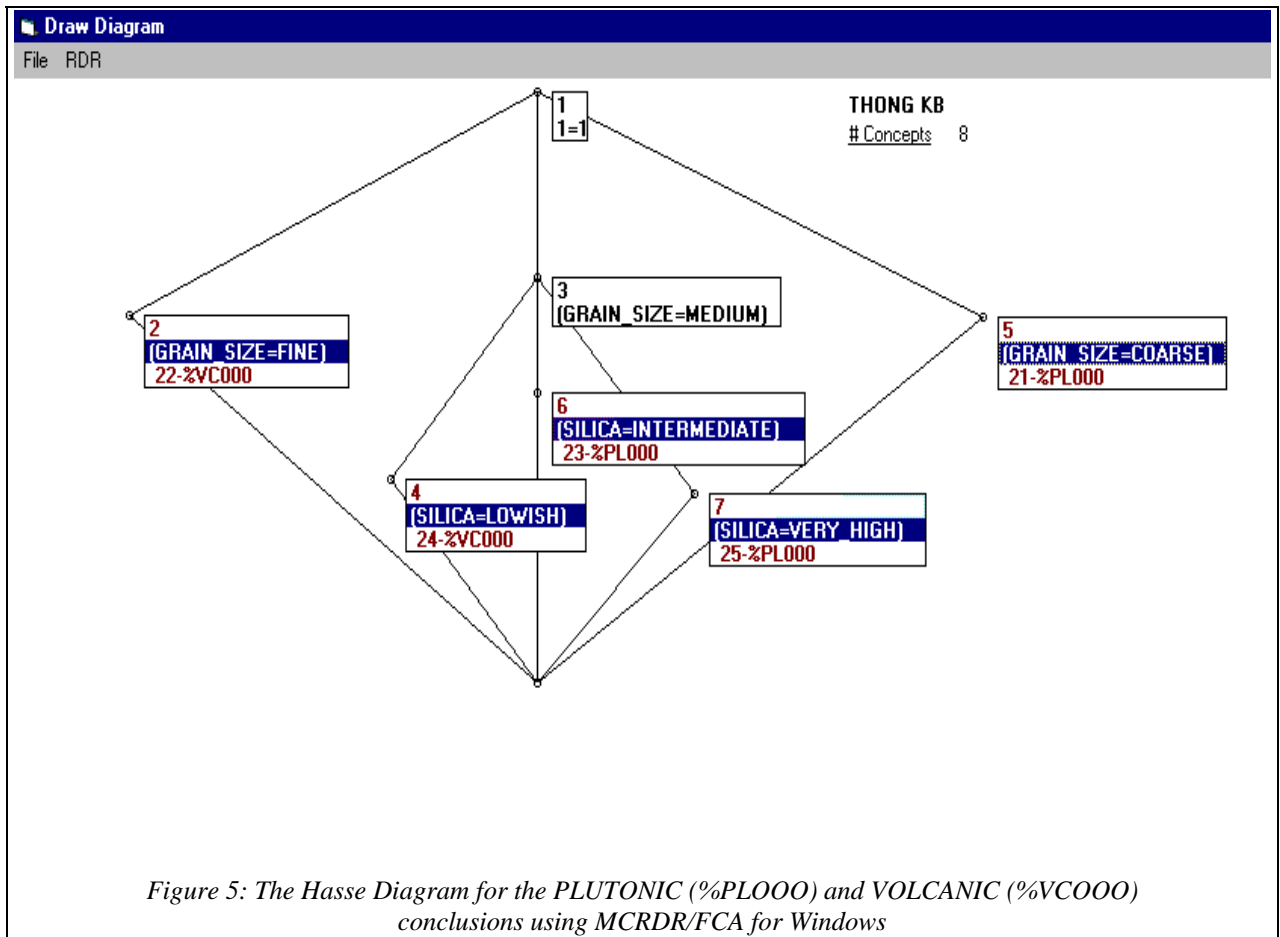 Draw Diagram
File RDR
1
1=1
THONG KB
# Concepts 8
2
(GRAIN_SIZE=FINE)
22-%VC000
3
(GRAIN_SIZE=MEDIUM)
5
(GRAIN_SIZE=COARSE)
21-%PL000
6
(SILICA=INTERMEDIATE)
23-%PL000
4
(SILICA=LOWISH)
24-%VC000
7
(SILICA=VERY_HIGH)
25-%PL000
Figure 5: The Hasse Diagram for the PLUTONIC (%PLOOO) and VOLCANIC (%VCOOO)
conclusions using MCRDR/FCA for Windows